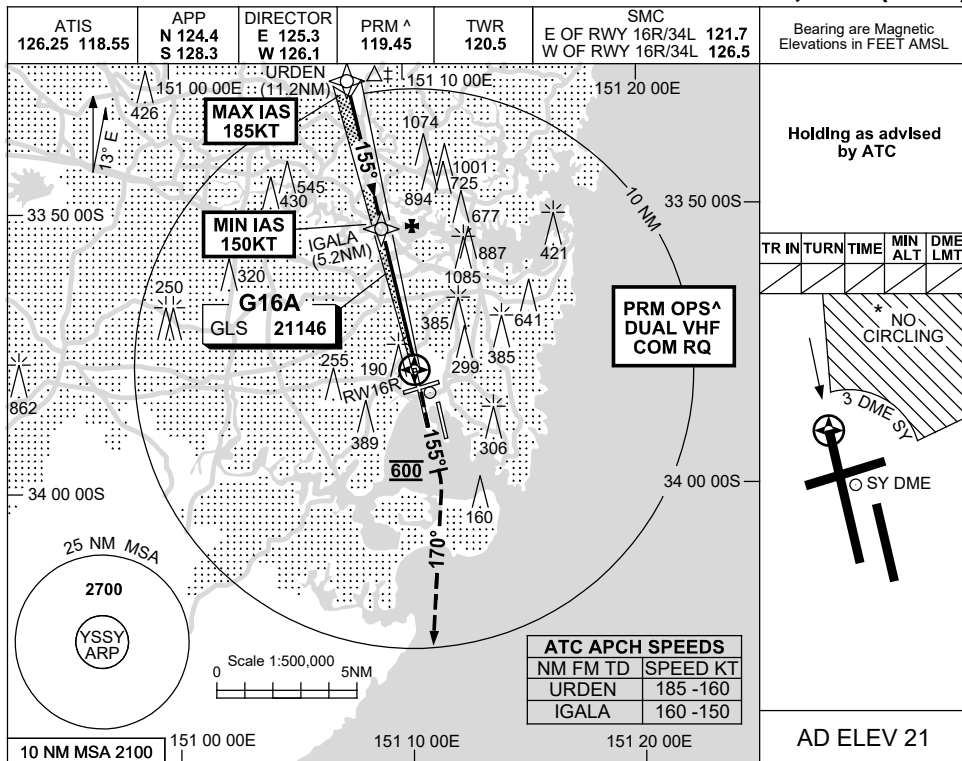 ATIS
126.25 118.55
APP
N 124.4
S 128.3
DIRECTOR
E 125.3
W 126.1
PRM ^
119.45
TWR
120.5
SMC
E OF RWY 16R/34L 121.7
W OF RWY 16R/34L 126.5
Bearing are Magnetic
Elevations in FEET AMSL
URDEN
(11.2NM)
‡
151 00 00E
151 10 00E
151 20 00E
426
13° E
MAX IAS
185KT
155°
1074
1001
725
894
545
430
677
10 NM
33 50 00S
33 50 00S
MIN IAS
150KT
IGALA
(5.2NM)
887
421
1085
320
250
G16A
GLS 21146
385
641
385
299
PRM OPS^
DUAL VHF
COM RQ
862
255
190
RW16R
389
306
155°
600
160
34 00 00S
170°
25 NM MSA
2700
YSSY
ARP
Scale 1:500,000
0 5NM
ATC APCH SPEEDS
NM FM TD SPEED KT
URDEN 185 -160
IGALA 160 -150
10 NM MSA 2100
151 00 00E
151 10 00E
151 20 00E
Holding as advised
by ATC
TR IN TURN TIME MIN ALT DME LMT
* NO
CIRCLING
3 DME SY
SY DME
AD ELEV 21